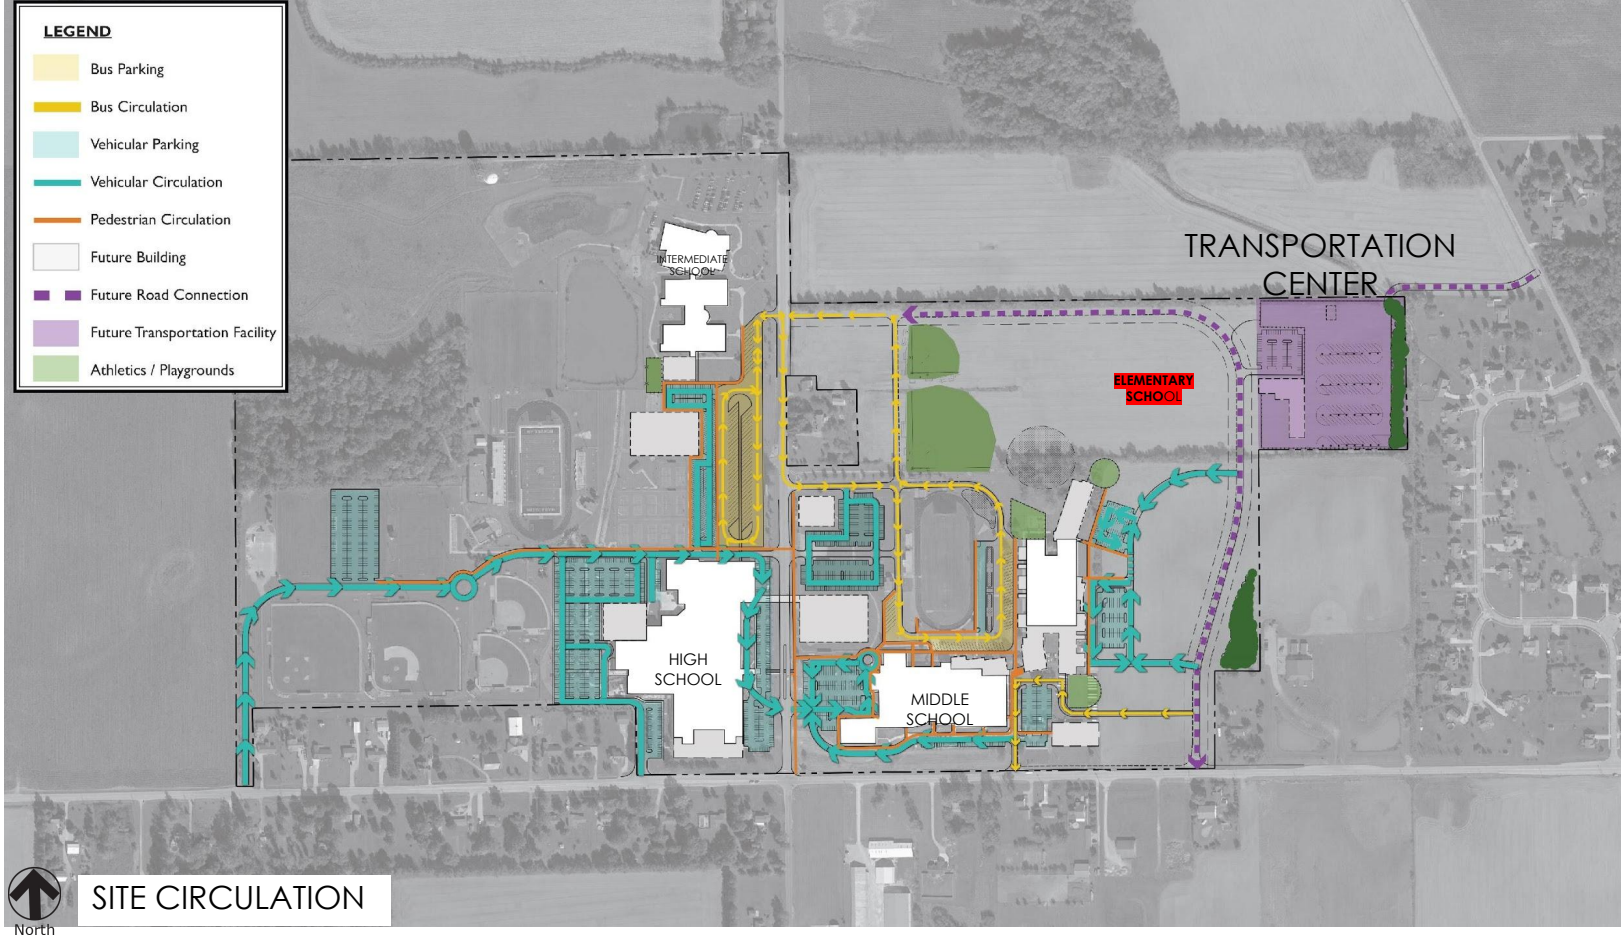 LEGEND
Bus Parking
Bus Circulation
Vehicular Parking
Vehicular Circulation
Pedestrian Circulation
Future Building
Future Road Connection
Future Transportation Facility
Athletics / Playgrounds
TRANSPORTATION
CENTER
INTERMEDIATE
SCHOOL
ELEMENTARY
SCHOOL
HIGH
SCHOOL
MIDDLE
SCHOOL
SITE CIRCULATION
North